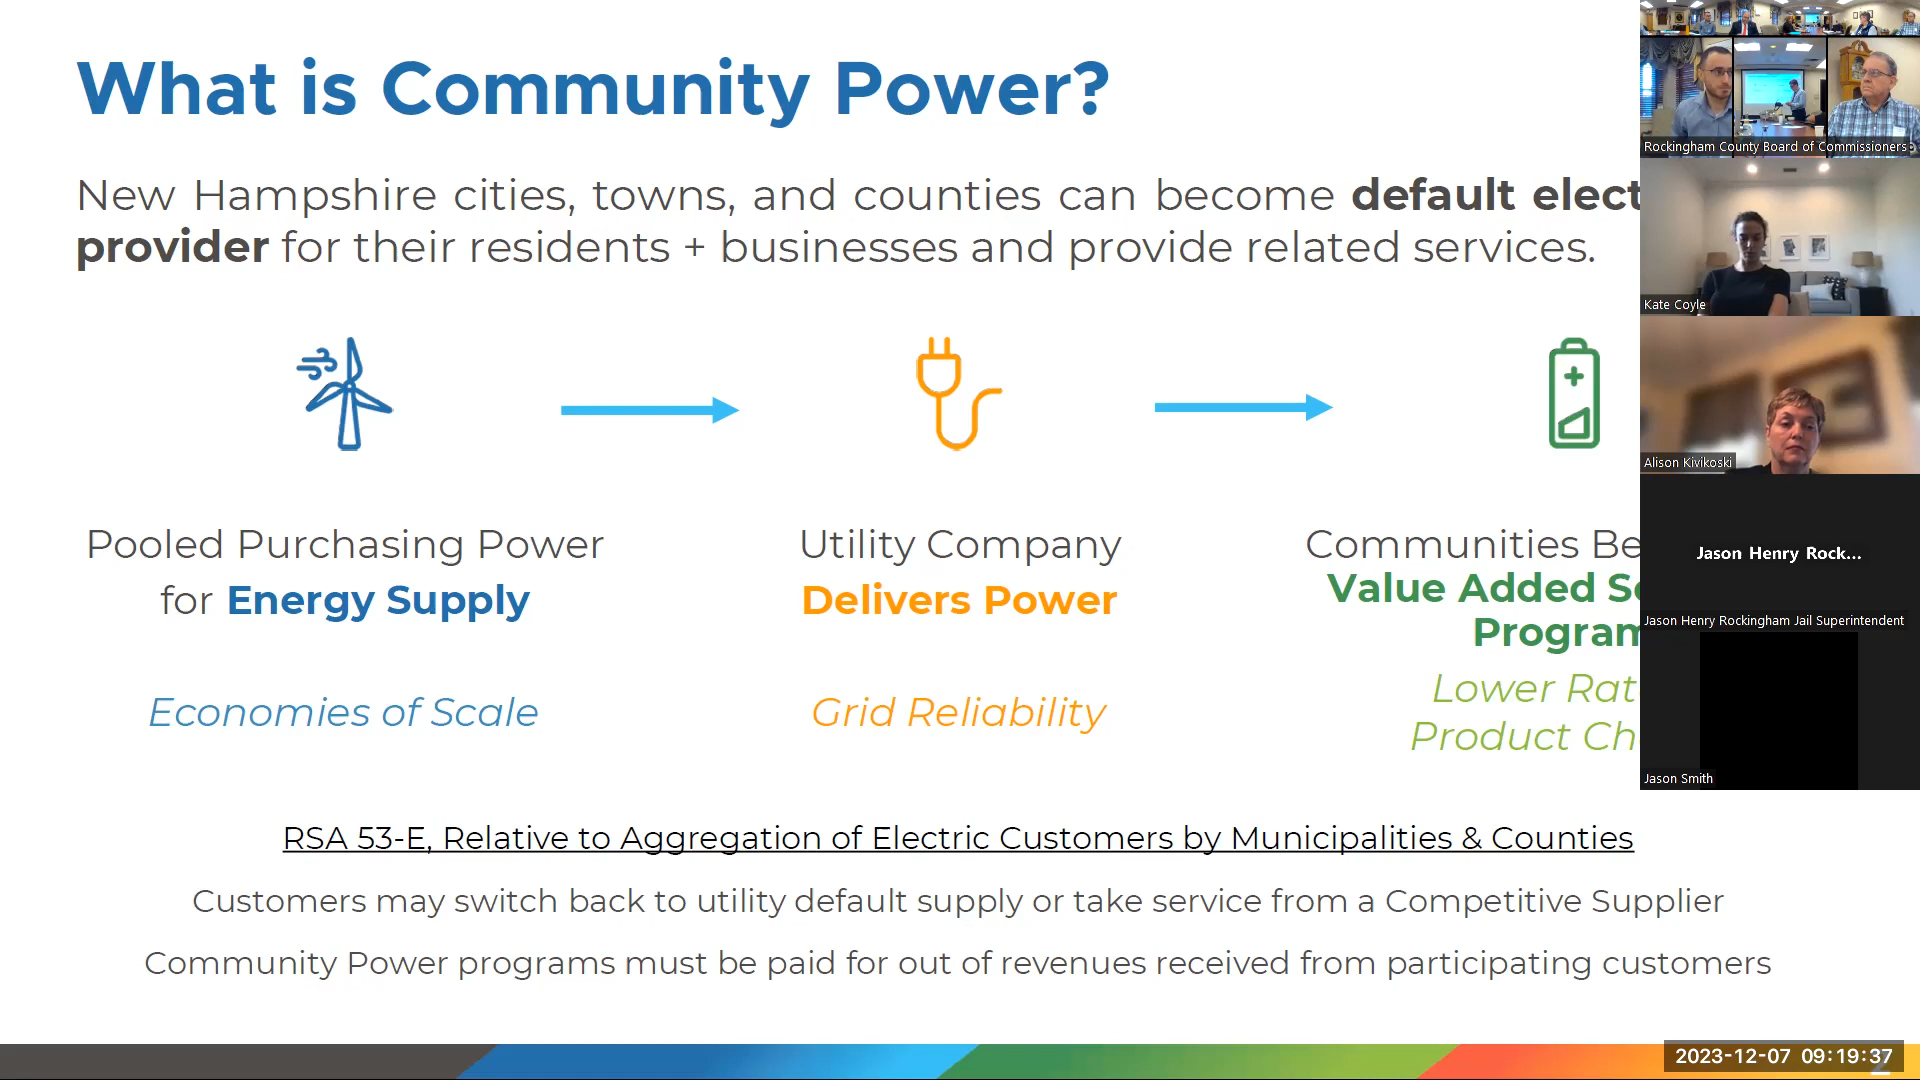 What is Community Power?
New Hampshire cities, towns, and counties can become default elect
provider for their residents + businesses and provide related services.
Pooled Purchasing Power
for Energy Supply
Economies of Scale
Utility Company
Delivers Power
Grid Reliability
Communities Be
Value Added Se
Program
Lower Rat
Product Ch
RSA 53-E, Relative to Aggregation of Electric Customers by Municipalities & Counties
Customers may switch back to utility default supply or take service from a Competitive Supplier
Community Power programs must be paid for out of revenues received from participating customers
Rockingham County Board of Commissioners
Kate Coyle
Alison Kivikoski
Jason Henry Rock...
Jason Henry Rockingham Jail Superintendent
Jason Smith
2023-12-07 09:19:37
2